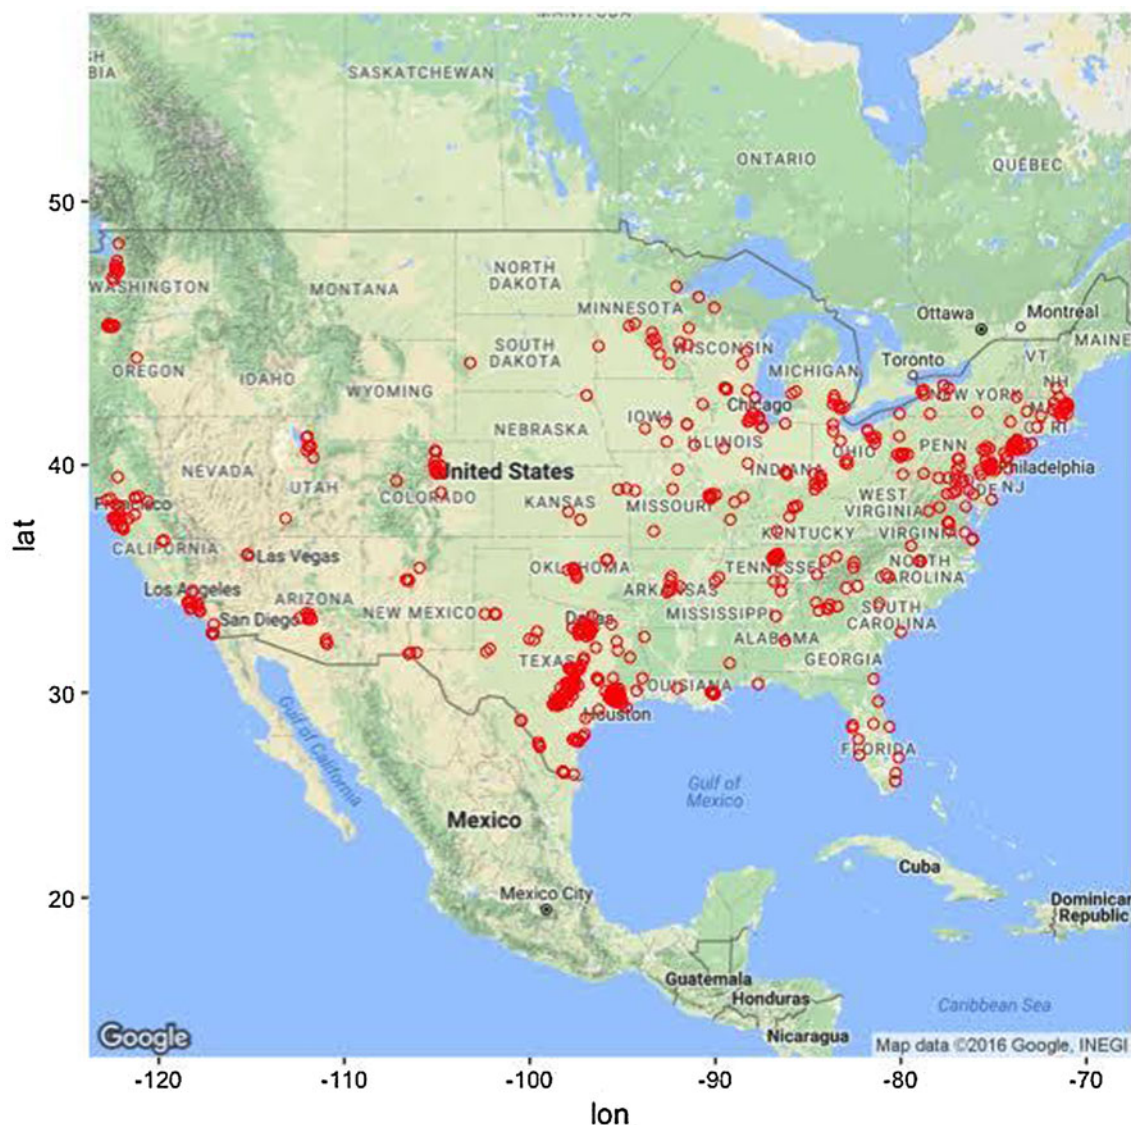 MANITOBA
SASKATCHEWAN
ONTARIO
QUEBEC
50
NORTH
DAKOTA
WASHINGTON
MONTANA
MINNESOTA
Ottawa
Montreal
MAINE
SOUTH
DAKOTA
WISCONSIN
VT
Toronto
OREGON
IDAHO
MICHIGAN
NH
WYOMING
NEW YORK
Chicago
IOWA
CT RI
NEBRASKA
ILLINOIS
OHIO
PENN
40
NEVADA
United States
INDIANA
Philadelphia
UTAH
COLORADO
KANSAS
MISSOURI
WEST
VIRGINIA
DE NJ
CALIFORNIA
Las Vegas
KENTUCKY
VIRGINIA
lat
OKLAHOMA
TENNESSEE
NORTH
CAROLINA
Los Angeles
ARIZONA
NEW MEXICO
ARKANSAS
MISSISSIPPI
SOUTH
CAROLINA
San Diego
Dallas
ALABAMA
TEXAS
GEORGIA
30
LOUISIANA
Houston
Gulf of California
FLORIDA
Gulf of
Mexico
Mexico
Cuba
20
Mexico City
Dominican
Republic
Guatemala
Honduras
Caribbean Sea
Nicaragua
Google
Map data ©2016 Google, INEGI
-120
-110
-100
-90
-80
-70
lon